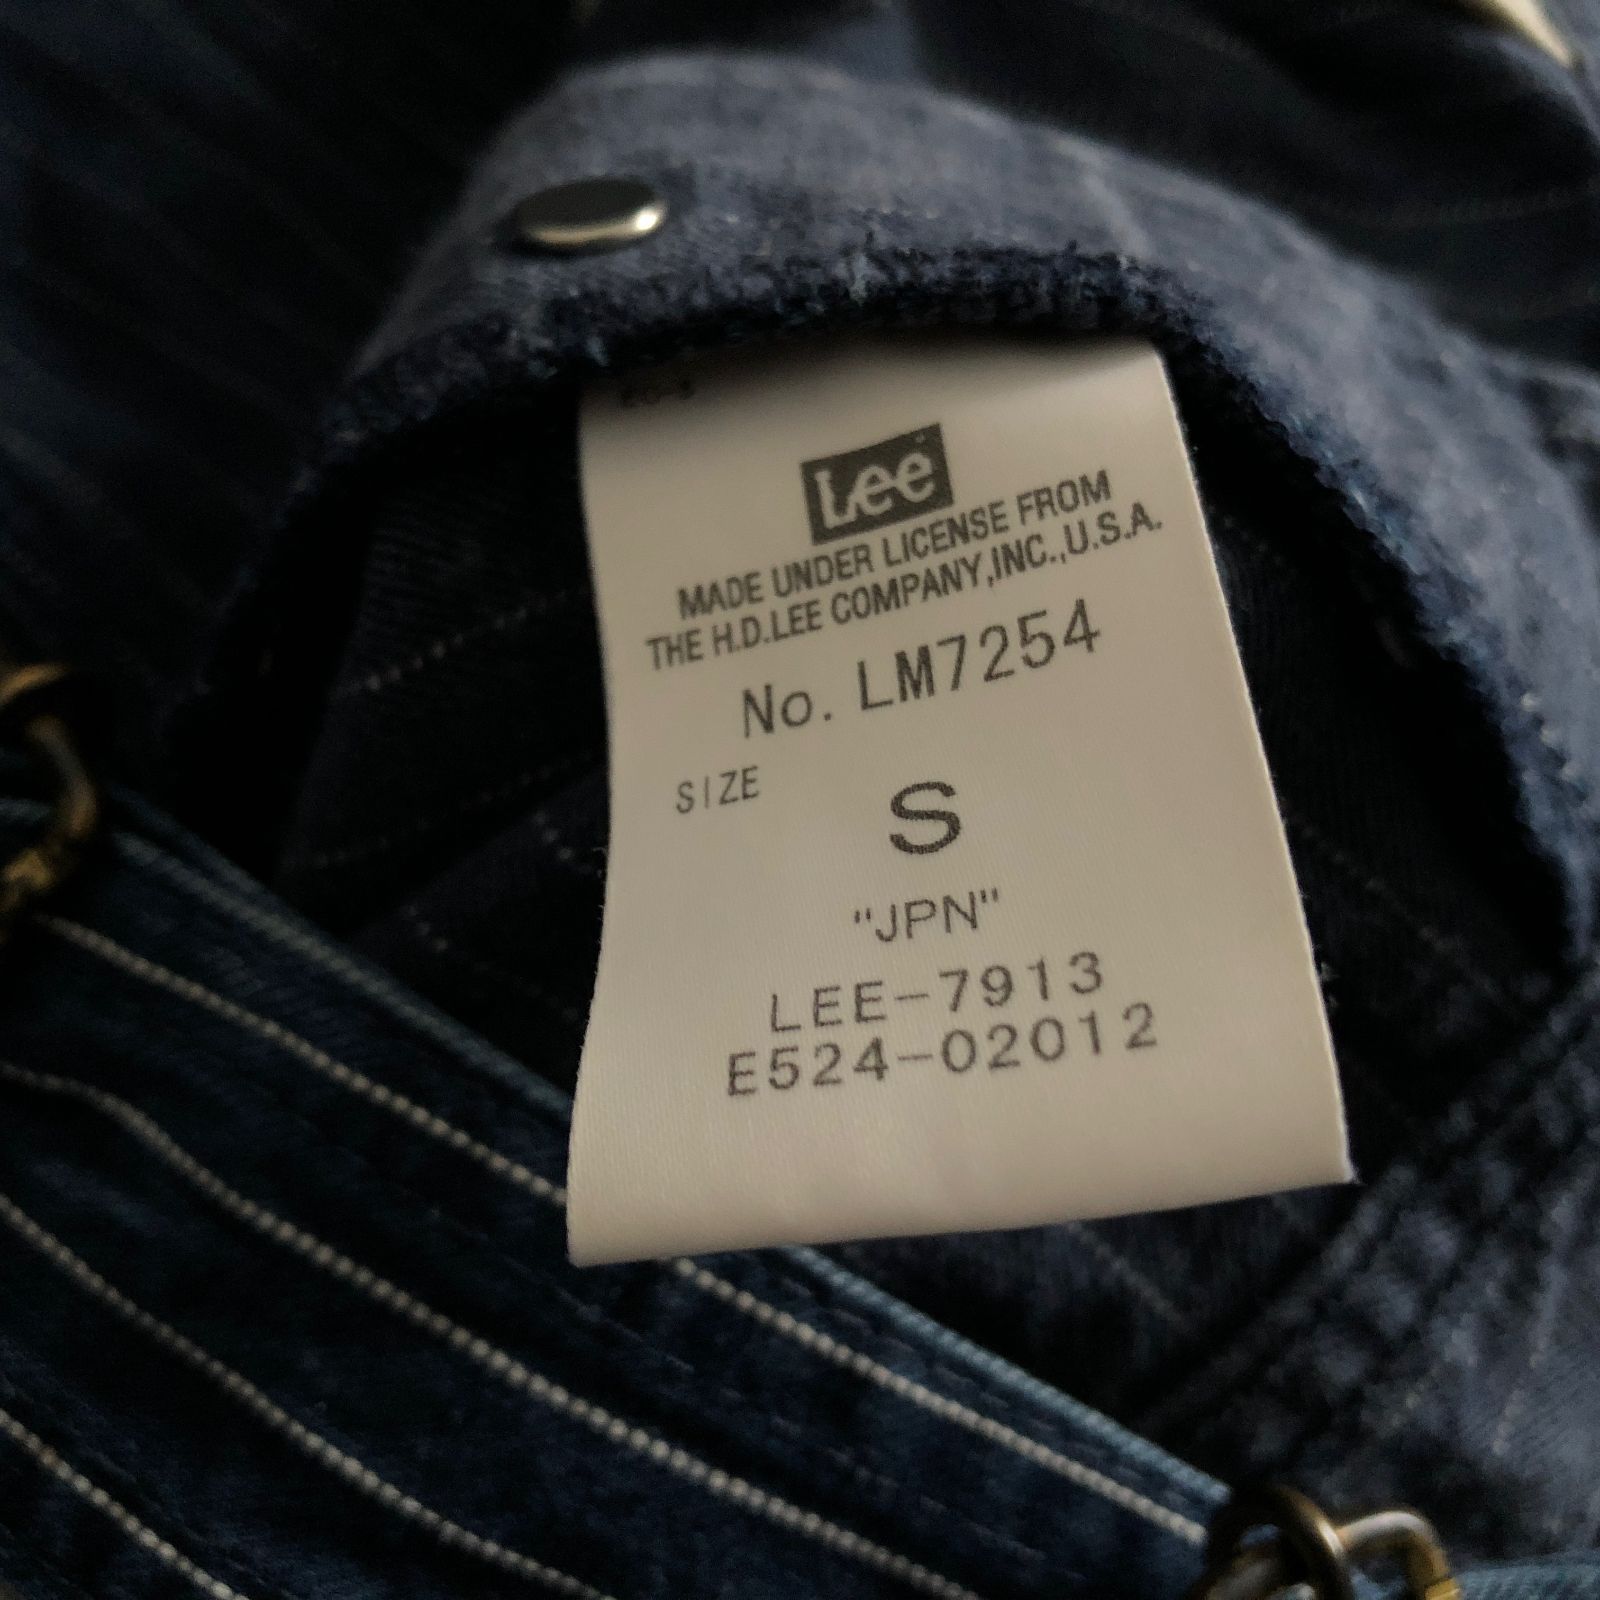 Lee
MADE UNDER LICENSE FROM
THE H.D.LEE COMPANY,INC.,U.S.A.
No. LM7254
SIZE
S
"JPN"
LEE-7913
E524-02012